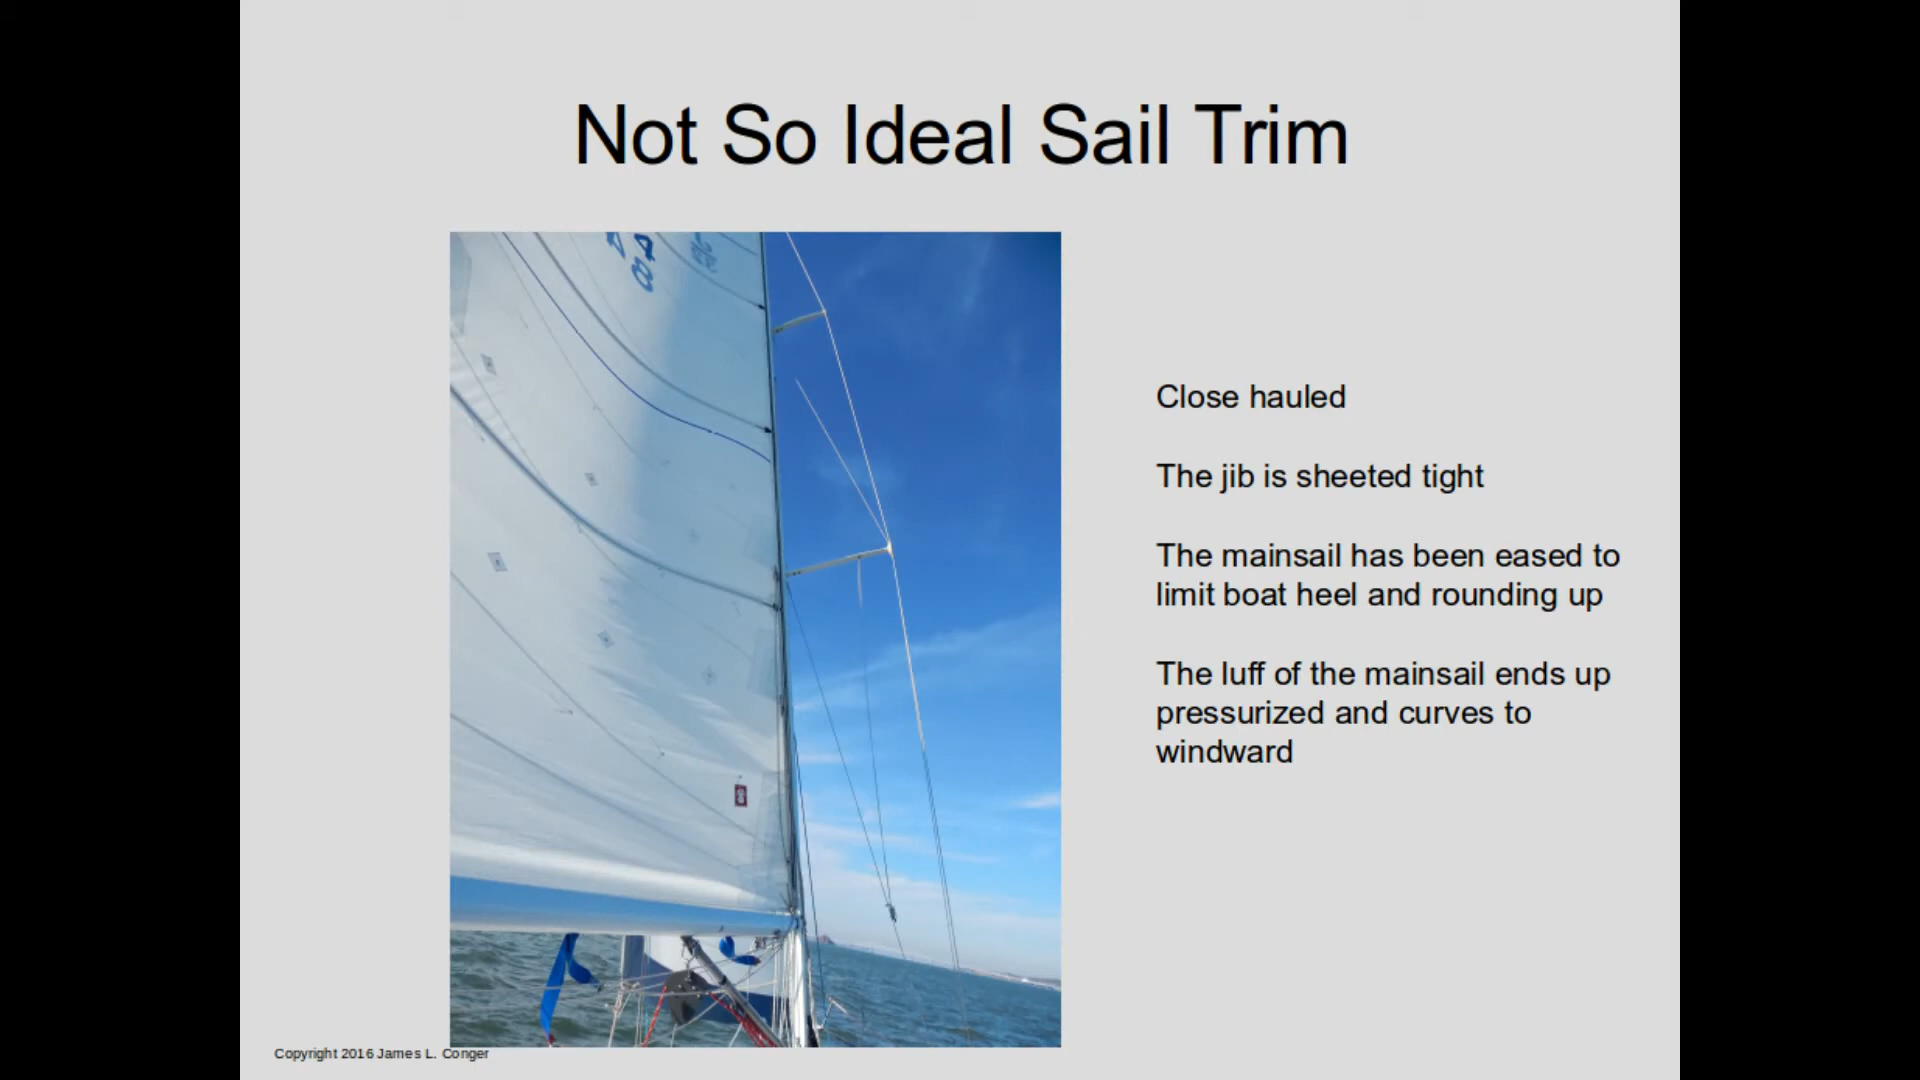 Not So Ideal Sail Trim
4
8
Close hauled
The jib is sheeted tight
The mainsail has been eased to
limit boat heel and rounding up
The luff of the mainsail ends up
pressurized and curves to
windward
Copyright 2016 James L. Conger